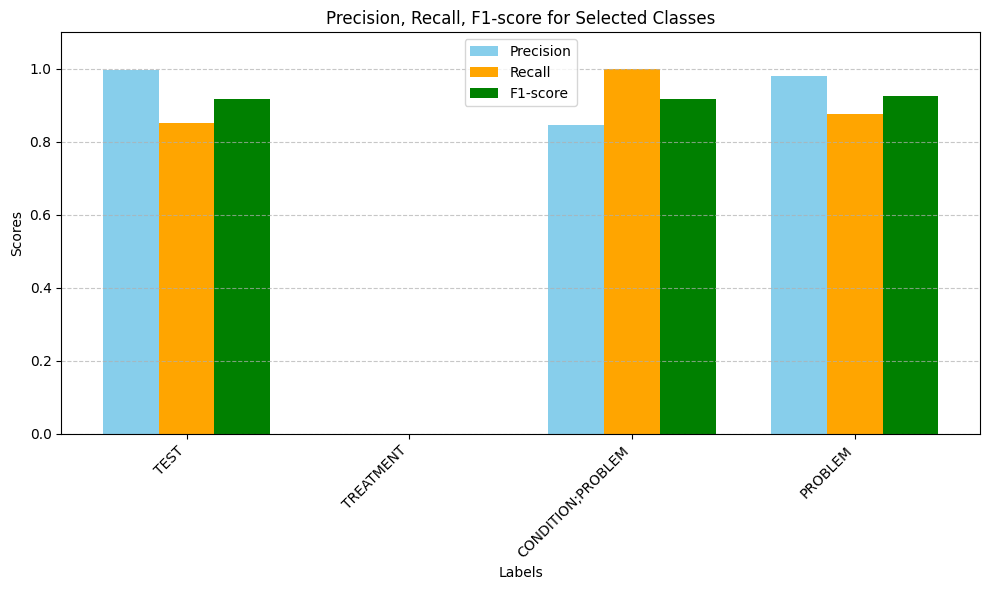 Precision, Recall, F1-score for Selected Classes
Precision
Recall
F1-score
Scores
1.0
0.8
0.6
0.4
0.2
0.0
TEST
TREATMENT
CONDITION;PROBLEM
PROBLEM
Labels